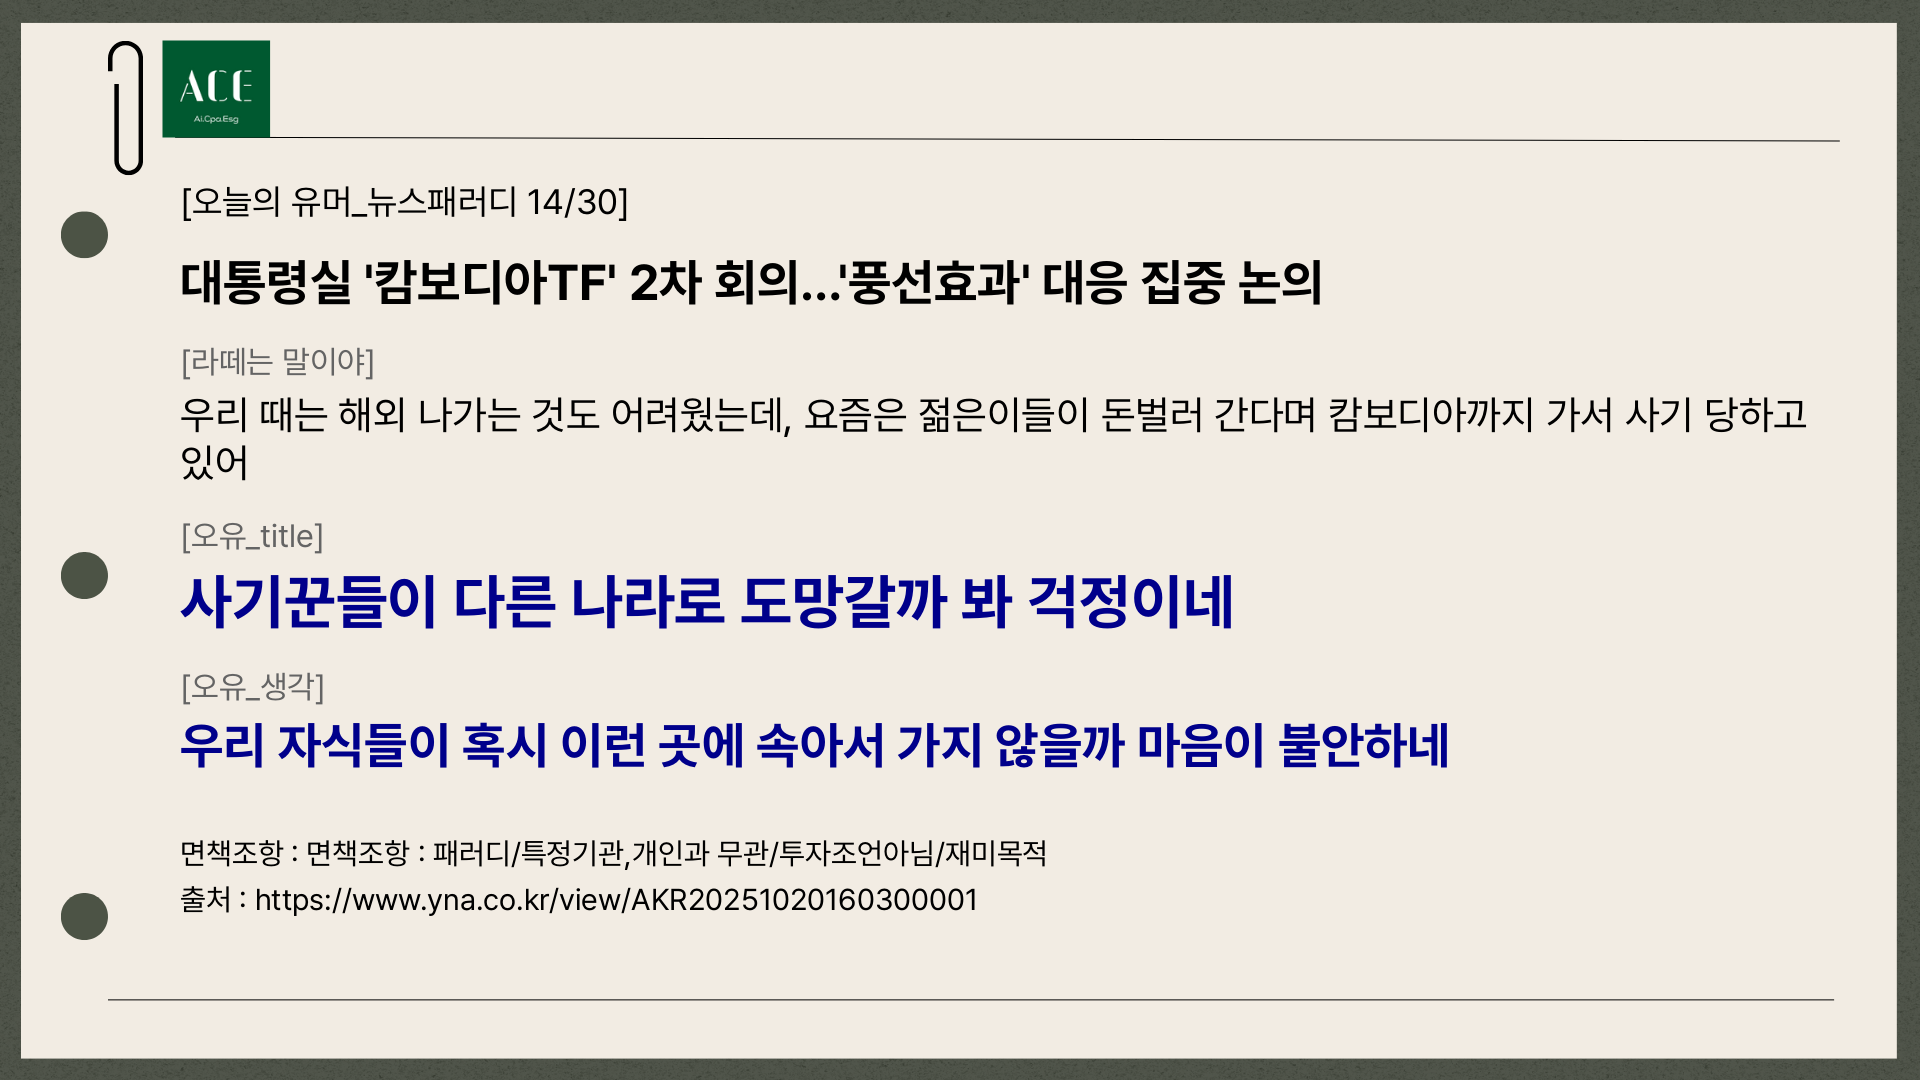 ACE
Ai.Cpa.Esg
[오늘의 유머_뉴스패러디 14/30]
대통령실 '캄보디아TF' 2차 회의...'풍선효과' 대응 집중 논의
[라떼는 말이야]
우리 때는 해외 나가는 것도 어려웠는데, 요즘은 젊은이들이 돈벌러 간다며 캄보디아까지 가서 사기 당하고
있어
[오유_title]
사기꾼들이 다른 나라로 도망갈까 봐 걱정이네
[오유_생각]
우리 자식들이 혹시 이런 곳에 속아서 가지 않을까 마음이 불안하네
면책조항 : 면책조항 : 패러디/특정기관,개인과 무관/투자조언아님/재미목적
출처 : https://www.yna.co.kr/view/AKR20251020160300001